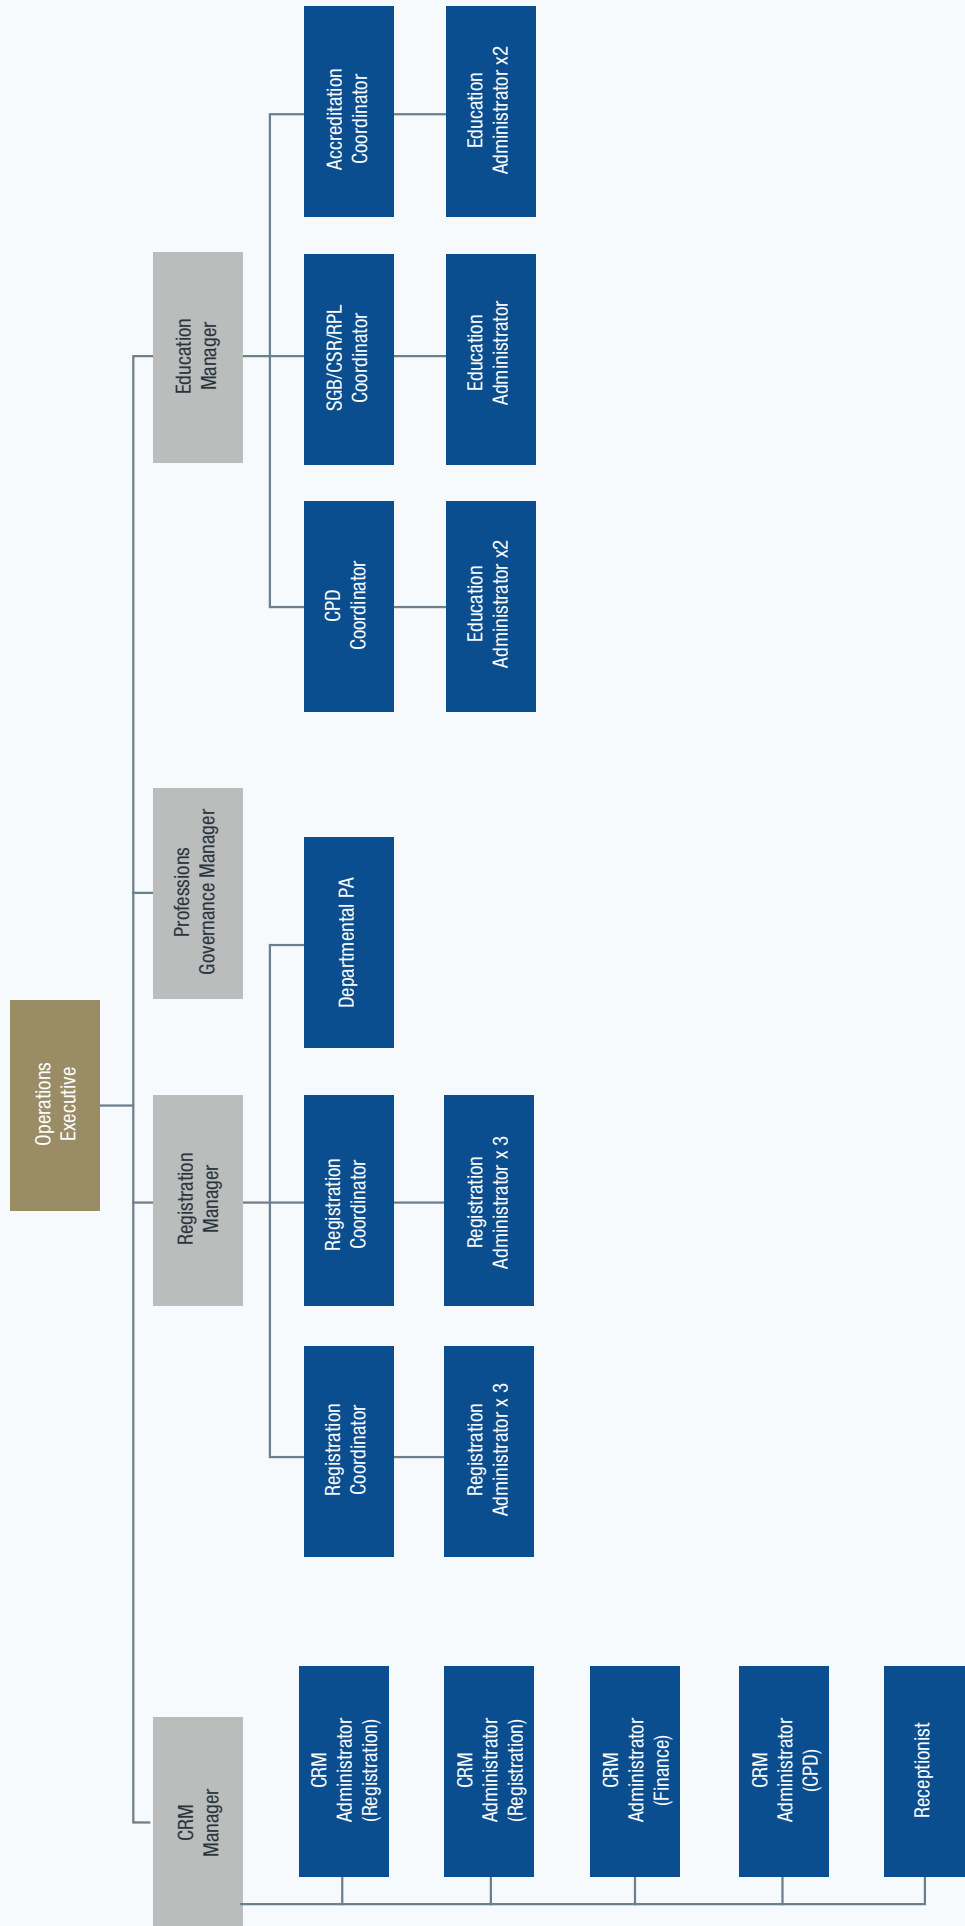 Operations
Executive
CRM
Manager
Registration
Manager
Professions
Governance Manager
Education
Manager
CRM
Administrator
(Registration)
CRM
Administrator
(Registration)
CRM
Administrator
(Finance)
CRM
Administrator
(CPD)
Receptionist
Registration
Coordinator
Registration
Coordinator
Departmental PA
Registration
Administrator x 3
Registration
Administrator x 3
CPD
Coordinator
SGB/CSR/RPL
Coordinator
Accreditation
Coordinator
Education
Administrator x2
Education
Administrator
Education
Administrator x2